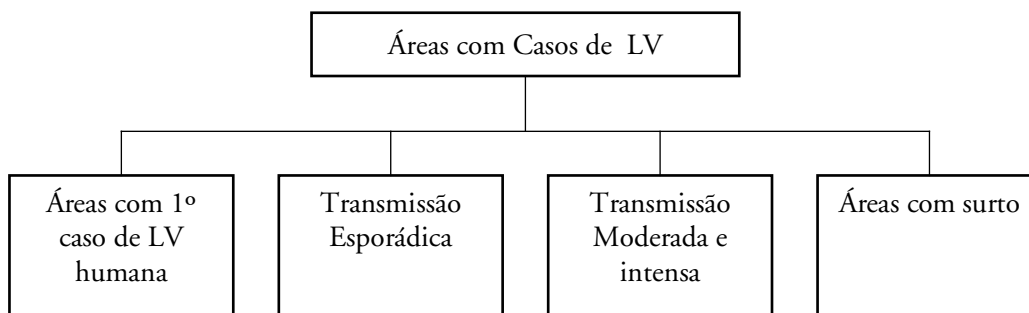 Áreas com Casos de LV
Áreas com 1º
caso de LV
humana
Transmissão
Esporádica
Transmissão
Moderada e
intensa
Áreas com surto